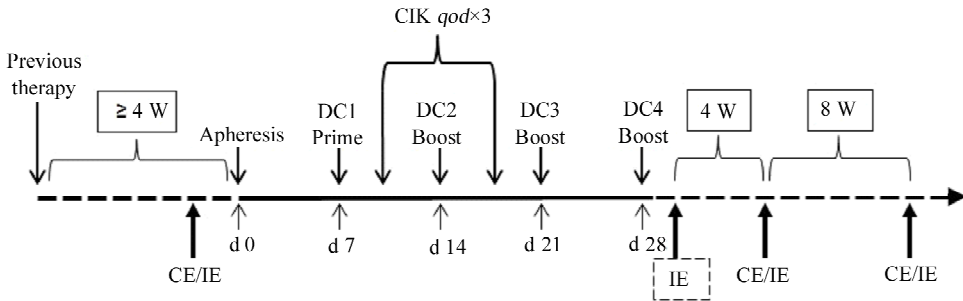 CIK qod×3
Previous
therapy
≥ 4 W
Apheresis
DC1
Prime
DC2
Boost
DC3
Boost
DC4
Boost
4 W
8 W
d 0
d 7
d 14
d 21
d 28
CE/IE
IE
CE/IE
CE/IE